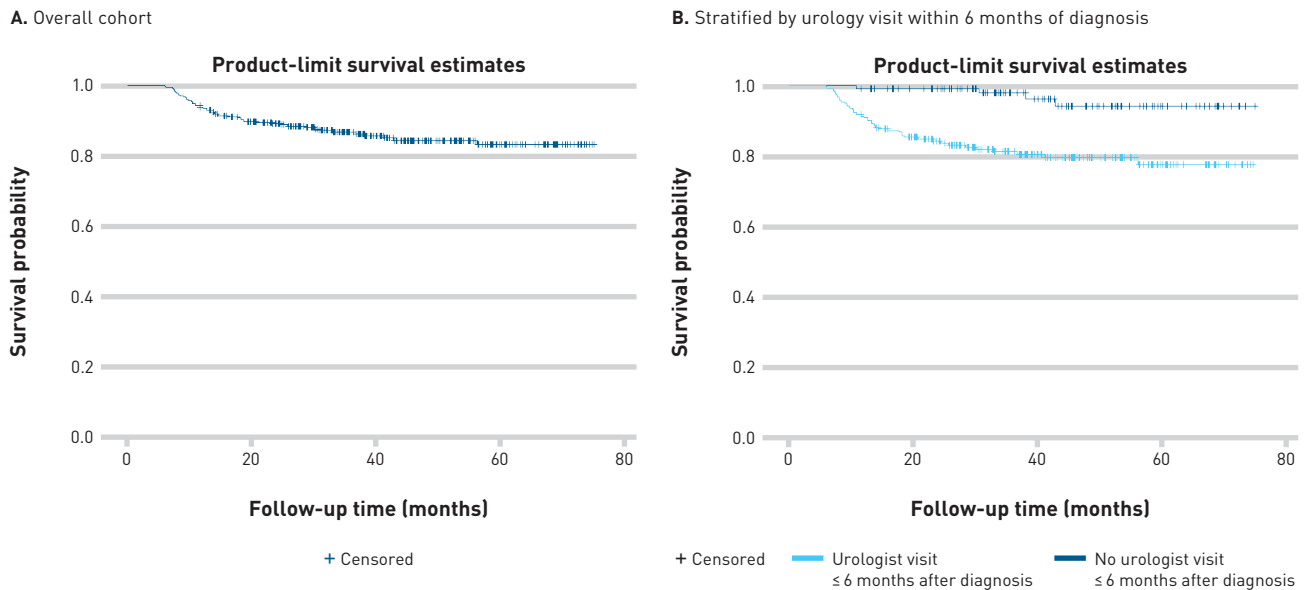 A. Overall cohort
Product-limit survival estimates
Survival probability
1.0
0.8
0.6
0.4
0.2
0.0
0 20 40 60 80
Follow-up time (months)
+ Censored
B. Stratified by urology visit within 6 months of diagnosis
Product-limit survival estimates
Survival probability
1.0
0.8
0.6
0.4
0.2
0.0
0 20 40 60 80
Follow-up time (months)
+ Censored
Urologist visit
≤ 6 months after diagnosis
No urologist visit
≤ 6 months after diagnosis